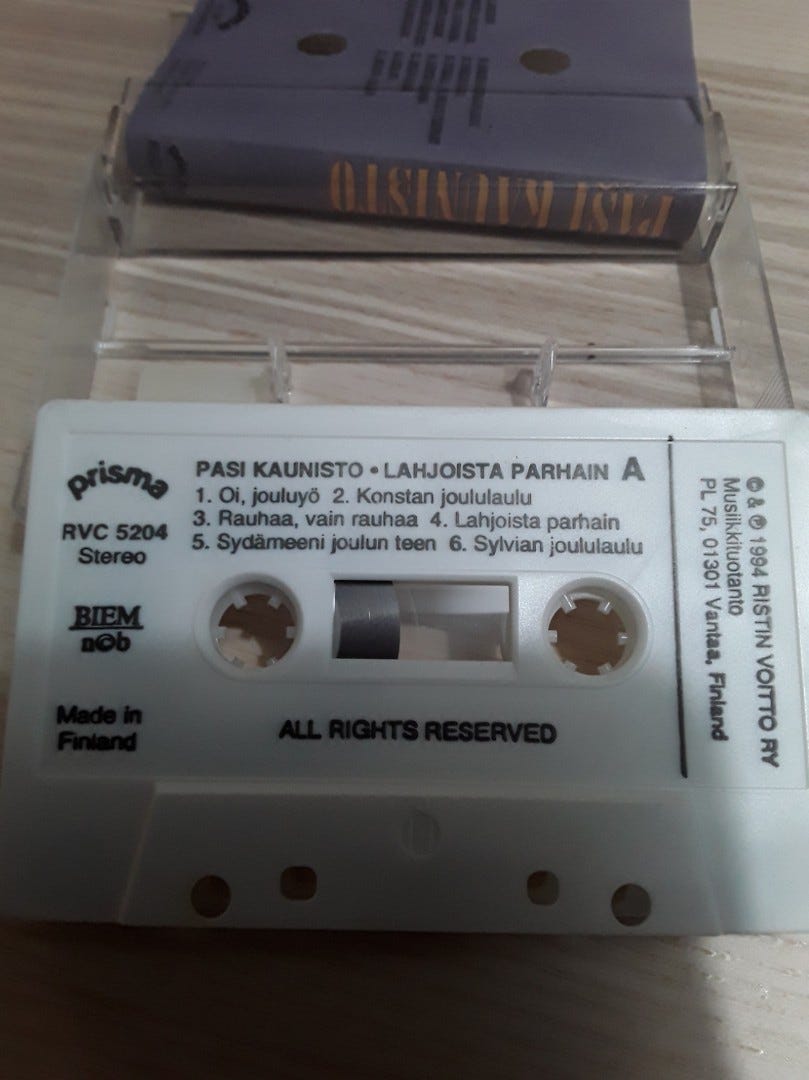 PASI KAUNISTO
prisma
RVC 5204
Stereo
BIEM
n©b
Made in
Finland
PASI KAUNISTO • LAHJOISTA PARHAIN A
1. Oi, jouluyö 2. Konstan joululaulu
3. Rauhaa, vain rauhaa 4. Lahjoista parhain
5. Sydämeeni joulun teen 6. Sylvian joululaulu
ALL RIGHTS RESERVED
© & ℗ 1994 RISTIN VOITTO RY
Musiikkituotanto
PL 75, 01301 Vantaa, Finland